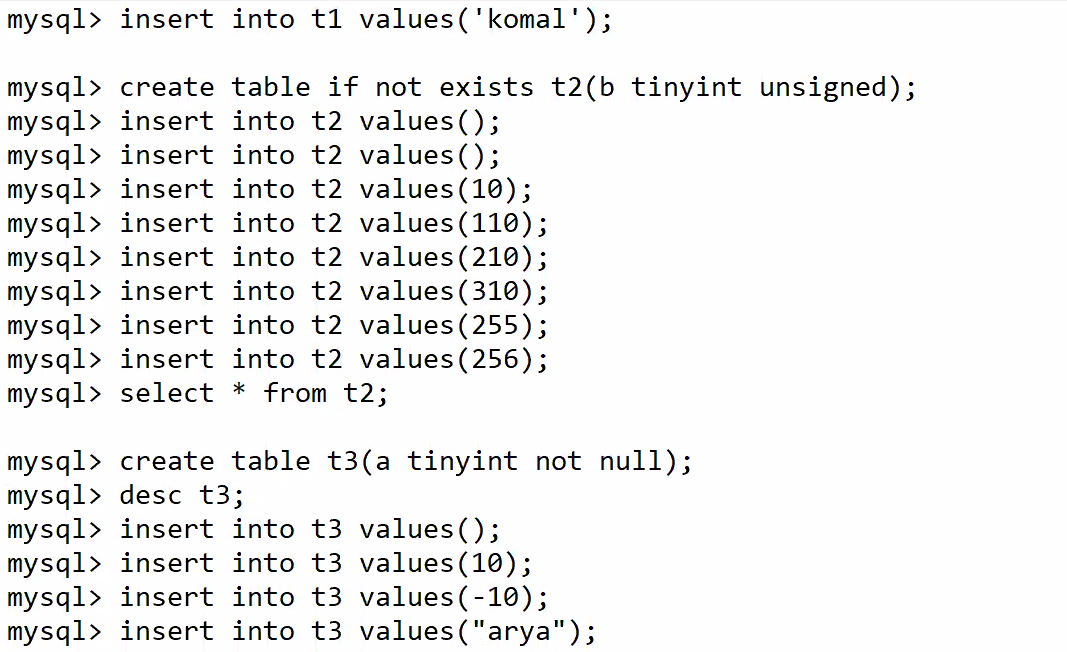 mysql> insert into t1 values('komal');
mysql> create table if not exists t2(b tinyint unsigned);
mysql> insert into t2 values();
mysql> insert into t2 values();
mysql> insert into t2 values(10);
mysql> insert into t2 values(110);
mysql> insert into t2 values(210);
mysql> insert into t2 values(310);
mysql> insert into t2 values(255);
mysql> insert into t2 values(256);
mysql> select * from t2;
mysql> create table t3(a tinyint not null);
mysql> desc t3;
mysql> insert into t3 values();
mysql> insert into t3 values(10);
mysql> insert into t3 values(-10);
mysql> insert into t3 values("arya");